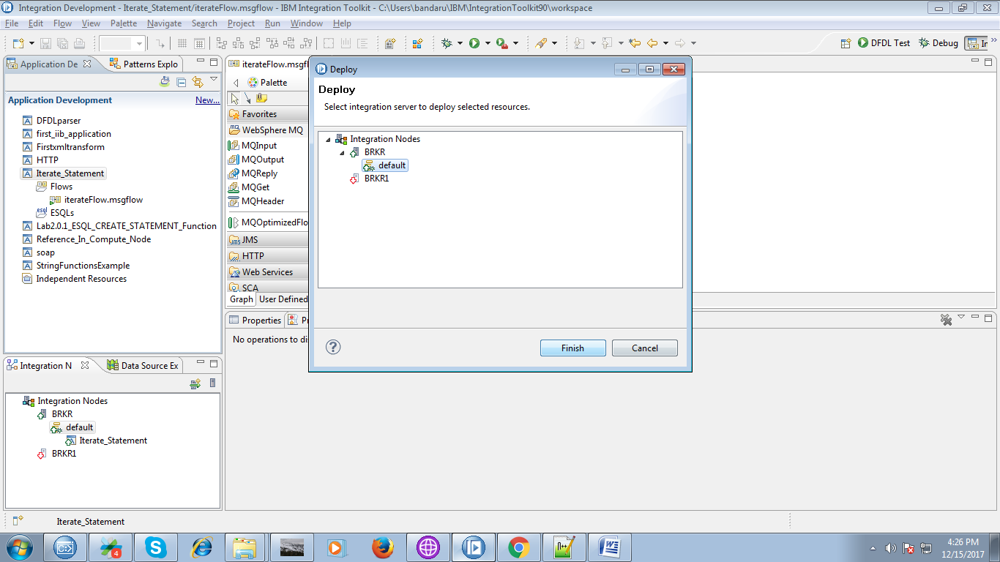 Integration Development - Iterate_Statement/iterateFlow.msgflow - IBM Integration Toolkit - C:\Users\bandaru\IBM\IntegrationToolkit90\workspace
File Edit Flow View Palette Navigate Search Project Run Window Help
DFDL Test Debug In
Application De Patterns Explo
Application Development New...
DFDLparser
first_iib_application
Firstxmltransform
HTTP
Iterate_Statement
Flows
iterateFlow.msgflow
ESQLs
Lab2.0.1_ESQL_CREATE_STATEMENT_Function
Reference_In_Compute_Node
soap
StringFunctionsExample
Independent Resources
iterateFlow.msgfl
Palette
Favorites
WebSphere MQ
MQInput
MQOutput
MQReply
MQGet
MQHeader
MQOptimizedFlo
JMS
HTTP
Web Services
SCA
Graph User Defined
Deploy
Deploy
Select integration server to deploy selected resources.
Integration Nodes
BRKR
default
BRKR1
? Finish Cancel
Properties P
No operations to di
Integration N Data Source Ex
Integration Nodes
BRKR
default
Iterate_Statement
BRKR1
Iterate_Statement
4
4:26 PM
12/15/2017